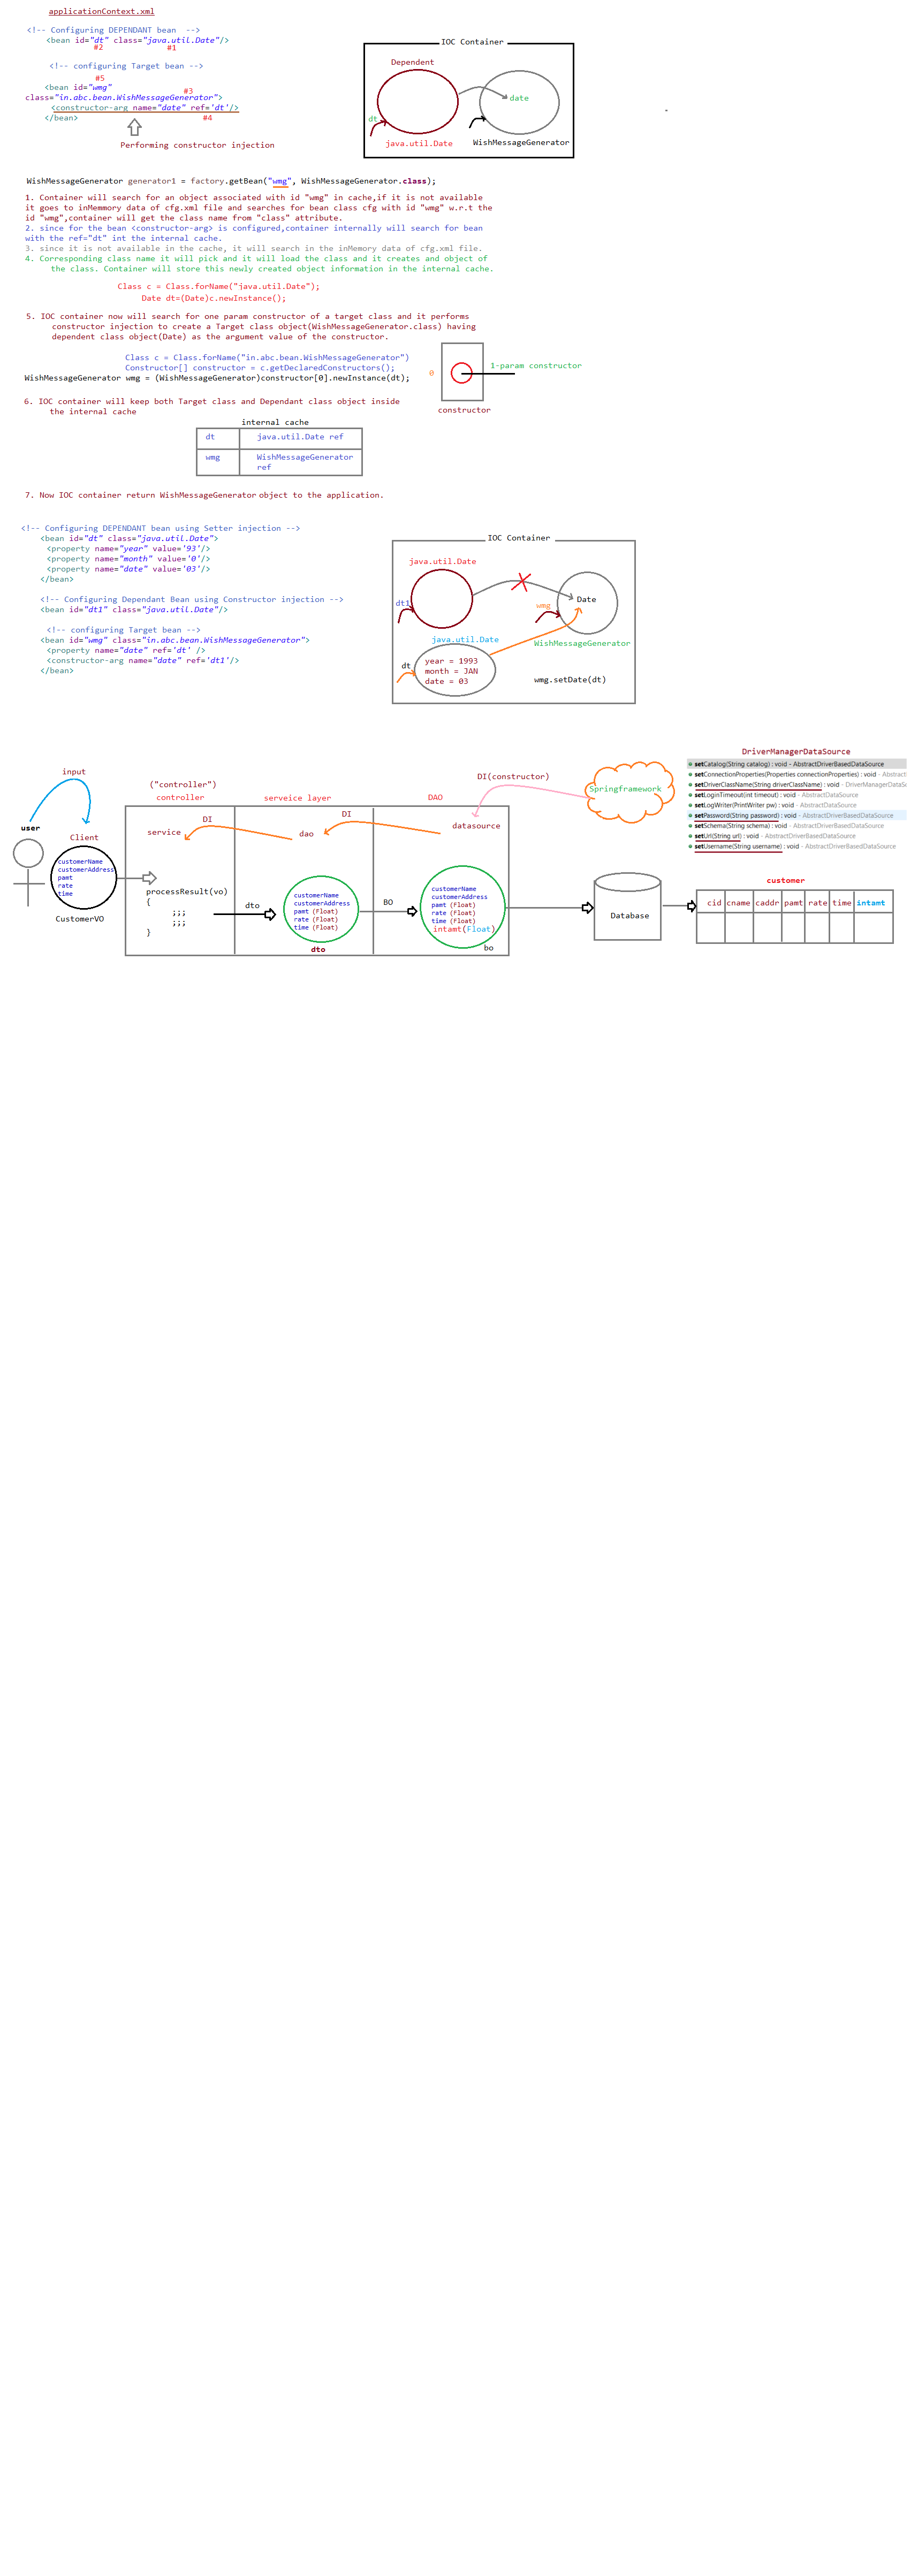 applicationContext.xml
<!-- Configuring DEPENDANT bean  -->
<bean id="dt" class="java.util.Date"/>
#2 #1
<!-- configuring Target bean -->
#5
<bean id="wmg"
#3
class="in.abc.bean.WishMessageGenerator">
<constructor-arg name="date" ref='dt'/>
</bean>
#4
Performing constructor injection
IOC Container
Dependent
date
dt
java.util.Date
WishMessageGenerator
WishMessageGenerator generator1 = factory.getBean("wmg", WishMessageGenerator.class);
1. Container will search for an object associated with id "wmg" in cache,if it is not available
it goes to inMemmory data of cfg.xml file and searches for bean class cfg with id "wmg" w.r.t the
id "wmg",container will get the class name from "class" attribute.
2. since for the bean <constructor-arg> is configured,container internally will search for bean
with the ref="dt" int the internal cache.
3. since it is not available in the cache, it will search in the inMemory data of cfg.xml file.
4. Corresponding class name it will pick and it will load the class and it creates and object of
the class. Container will store this newly created object information in the internal cache.
Class c = Class.forName("java.util.Date");
Date dt=(Date)c.newInstance();
5. IOC container now will search for one param constructor of a target class and it performs
constructor injection to create a Target class object(WishMessageGenerator.class) having
dependent class object(Date) as the argument value of the constructor.
Class c = Class.forName("in.abc.bean.WishMessageGenerator")
Constructor[] constructor = c.getDeclaredConstructors();
WishMessageGenerator wmg = (WishMessageGenerator)constructor[0].newInstance(dt);
0
1-param constructor
constructor
6. IOC container will keep both Target class and Dependant class object inside
the internal cache
internal cache
dt java.util.Date ref
wmg WishMessageGenerator
ref
7. Now IOC container return WishMessageGenerator object to the application.
<!-- Configuring DEPENDANT bean using Setter injection -->
<bean id="dt" class="java.util.Date">
<property name="year" value='93'/>
<property name="month" value='0'/>
<property name="date" value='03'/>
</bean>
<!-- Configuring Dependant Bean using Constructor injection -->
<bean id="dt1" class="java.util.Date"/>
<!-- configuring Target bean -->
<bean id="wmg" class="in.abc.bean.WishMessageGenerator">
<property name="date" ref='dt' />
<constructor-arg name="date" ref='dt1'/>
</bean>
IOC Container
java.util.Date
dt1
Date
wmg
java.util.Date
WishMessageGenerator
dt
year = 1993
month = JAN
date = 03
wmg.setDate(dt)
input
user
Client
customerName
customerAddress
pamt
rate
time
CustomerVO
("controller")
controller
serveice layer
DAO
DI(constructor)
Springframework
service
DI
dao
DI
datasource
processResult(vo)
{
;;;
;;;
}
dto
customerName
customerAddress
pamt (Float)
rate (Float)
time (Float)
dto
BO
customerName
customerAddress
pamt (Float)
rate (Float)
time (Float)
intamt(Float)
bo
Database
DriverManagerDataSource
setCatalog(String catalog) : void - AbstractDriverBasedDataSource
setConnectionProperties(Properties connectionProperties) : void - Abstract
setDriverClassName(String driverClassName) : void - DriverManagerDataSo
setLoginTimeout(int timeout) : void - AbstractDataSource
setLogWriter(PrintWriter pw) : void - AbstractDataSource
setPassword(String password) : void - AbstractDriverBasedDataSource
setSchema(String schema) : void - AbstractDriverBasedDataSource
setUrl(String url) : void - AbstractDriverBasedDataSource
setUsername(String username) : void - AbstractDriverBasedDataSource
customer
cid cname caddr pamt rate time intamt